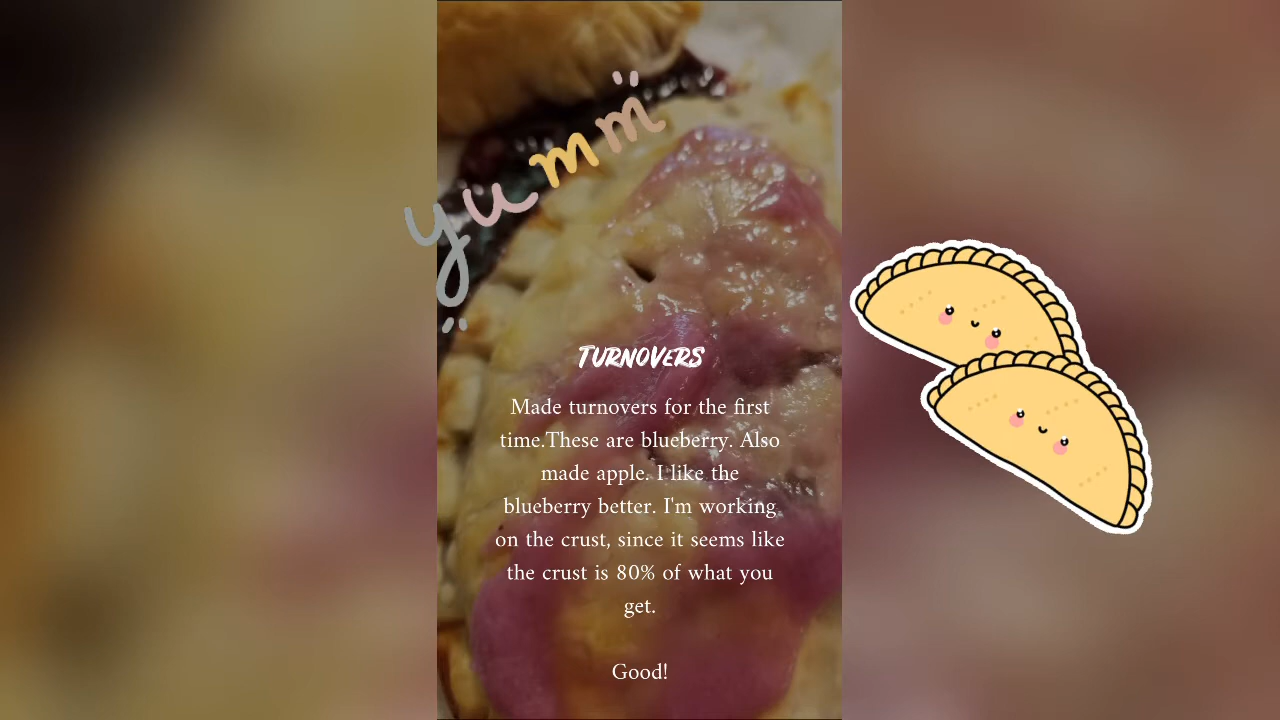 yumm
TURNOVERS
Made turnovers for the first
time.These are blueberry. Also
made apple. I like the
blueberry better. I'm working
on the crust, since it seems like
the crust is 80% of what you
get.
Good!